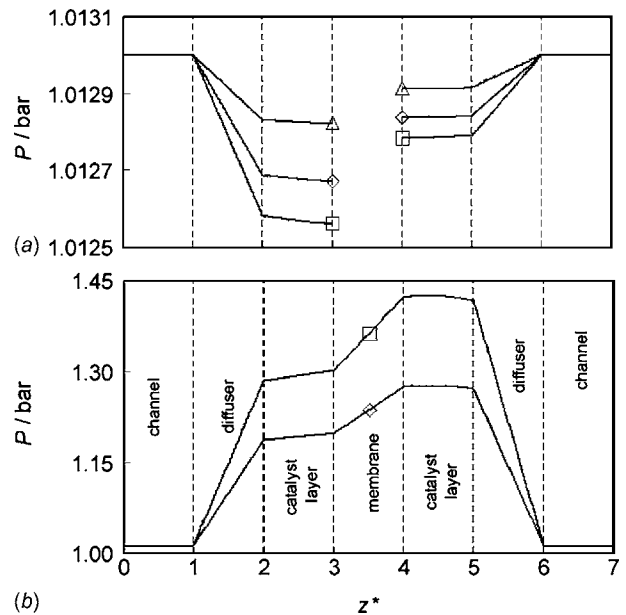 1.0131
1.0129
1.0127
1.0125
P / bar
(a)
1.45
1.30
1.15
1.00
P / bar
channel
diffuser
catalyst
layer
membrane
catalyst
layer
diffuser
channel
0 1 2 3 4 5 6 7
(b)
z*